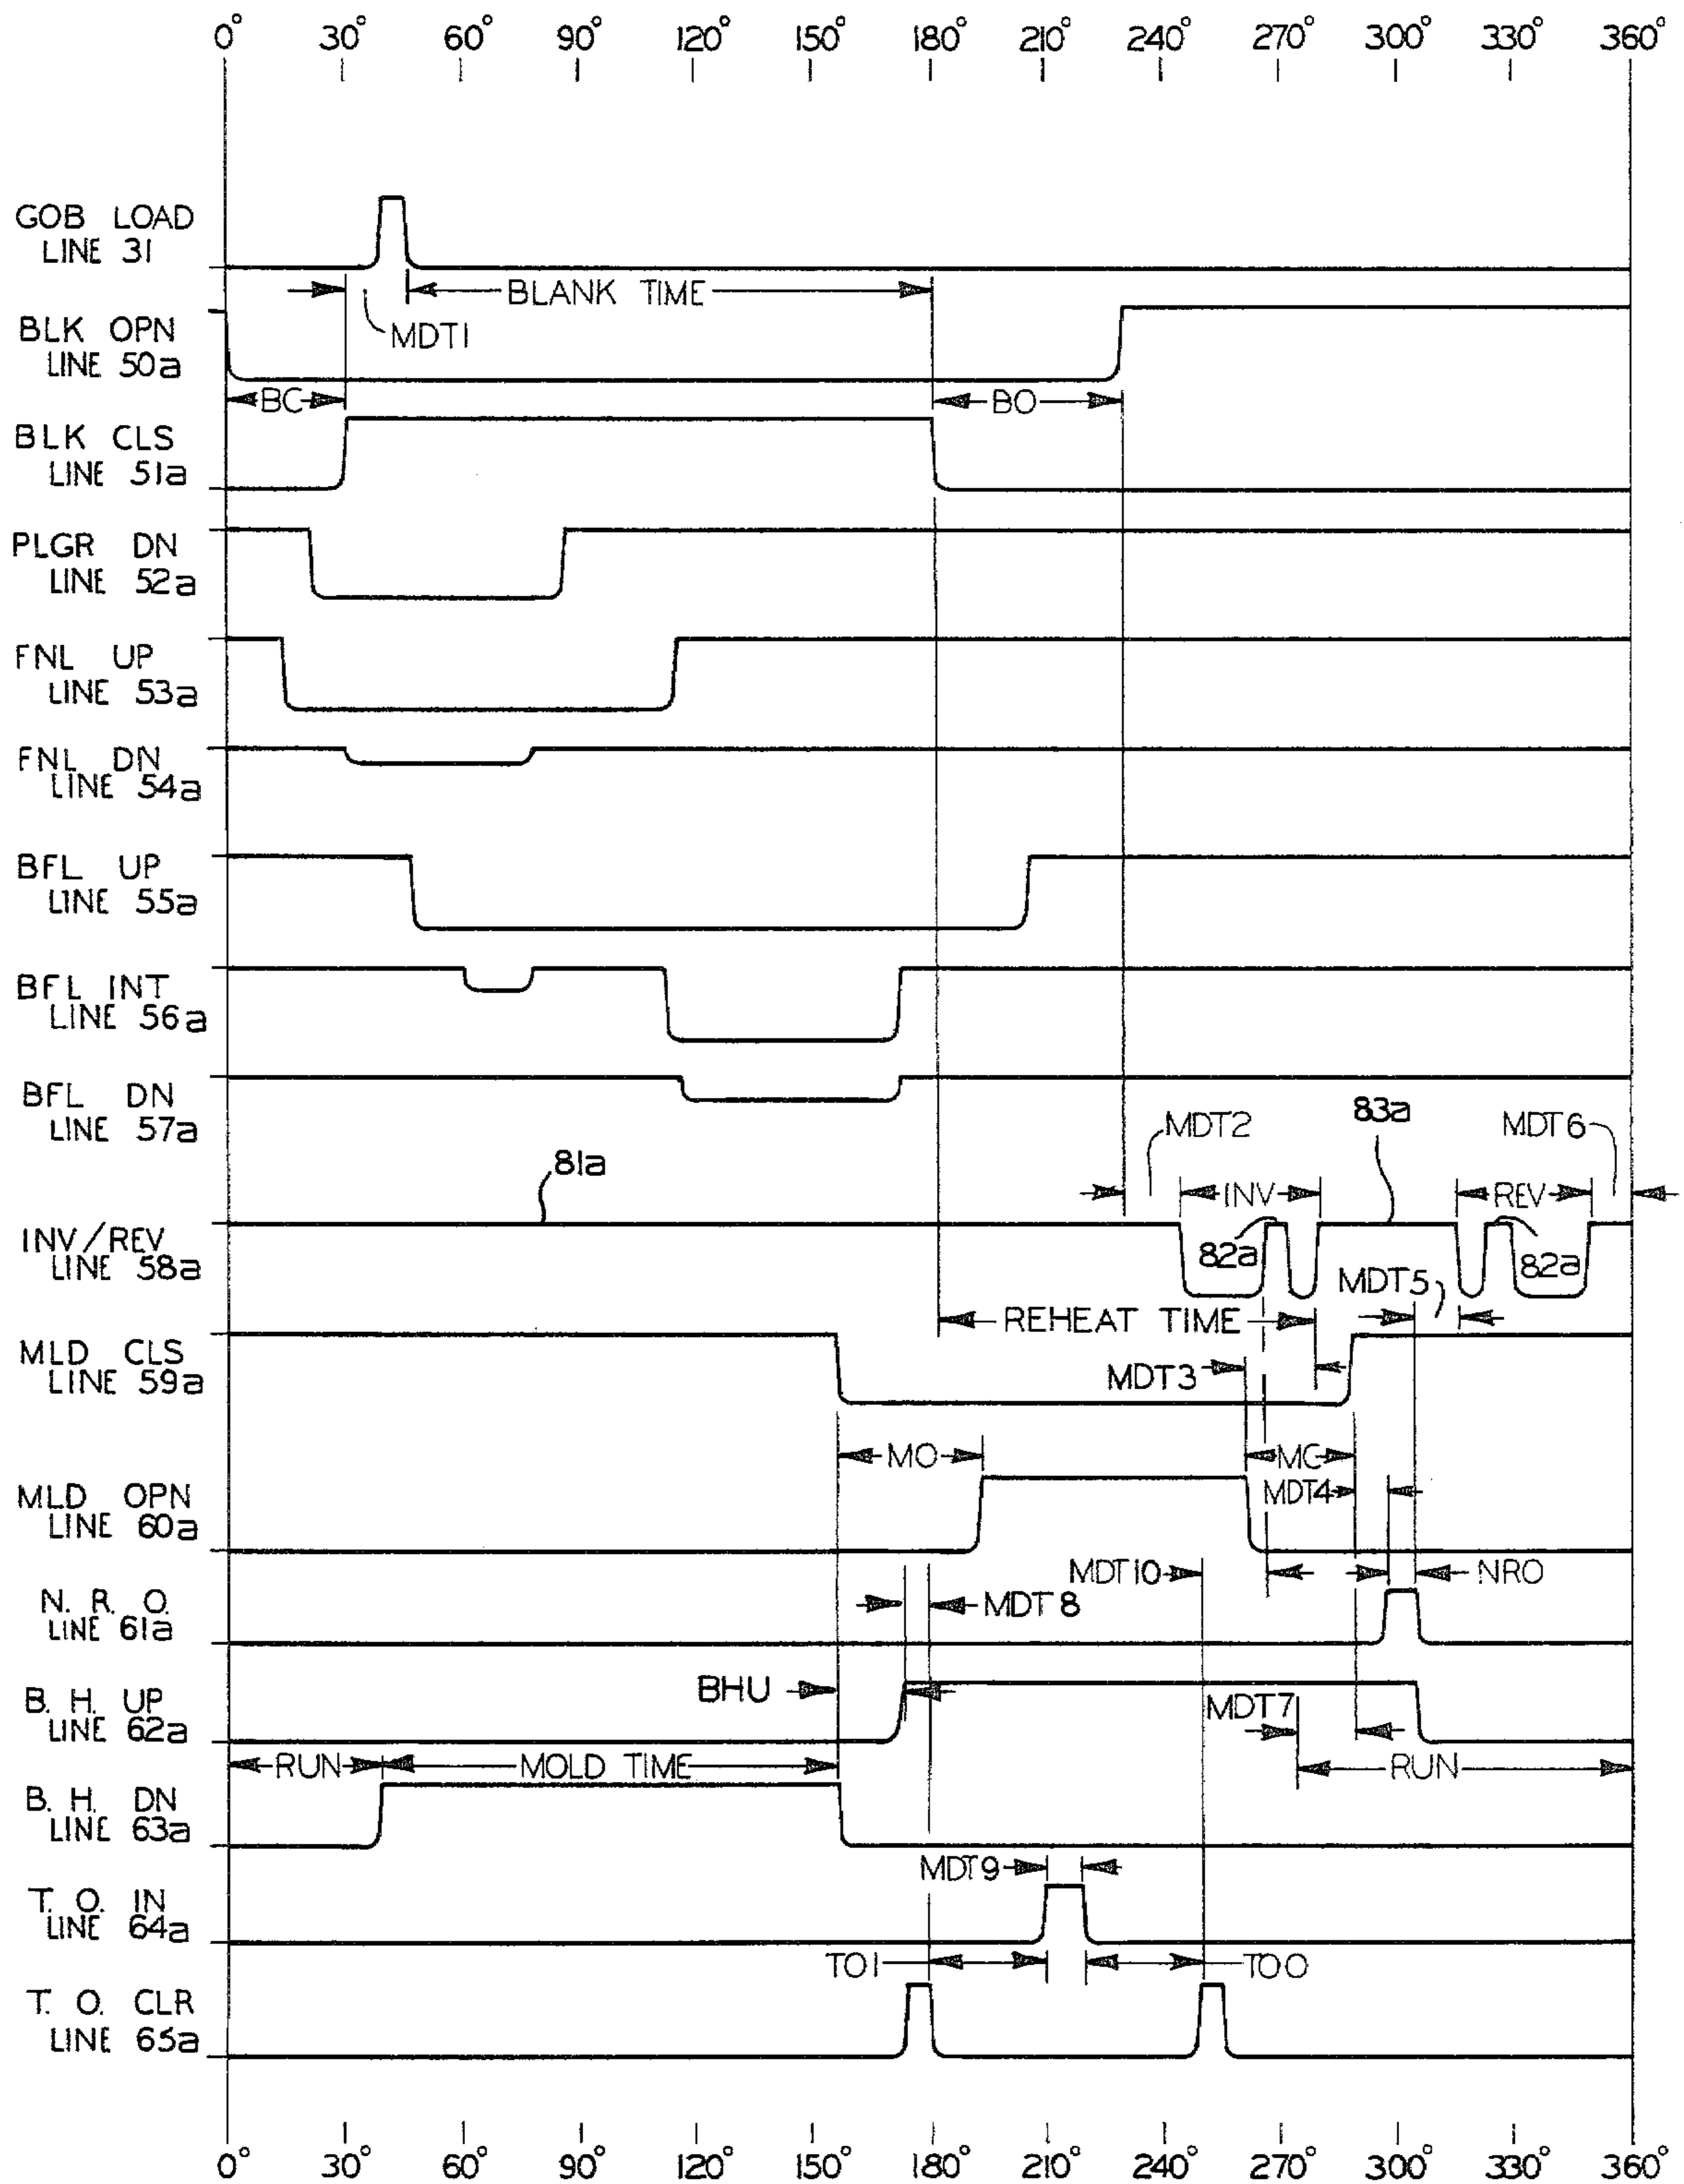 0° 30° 60° 90° 120° 150° 180° 210° 240° 270° 300° 330° 360°
GOB LOAD
LINE 31
BLANK TIME
MDT1
BLK OPN
LINE 50a
BC
BO
BLK CLS
LINE 51a
PLGR DN
LINE 52a
FNL UP
LINE 53a
FNL DN
LINE 54a
BFL UP
LINE 55a
BFL INT
LINE 56a
BFL DN
LINE 57a
MDT2
83a
MDT6
81a
INV
REV
INV/REV
LINE 58a
82a
82a
MDT5
REHEAT TIME
MLD CLS
LINE 59a
MDT3
MO
MC
MLD OPN
LINE 60a
MDT4
MDT10
NRO
N. R. O.
LINE 61a
MDT8
BHU
B. H. UP
LINE 62a
MDT7
RUN
MOLD TIME
RUN
B. H. DN
LINE 63a
MDT9
T. O. IN
LINE 64a
TOI
TOO
T. O. CLR
LINE 65a
0° 30° 60° 90° 120° 150° 180° 210° 240° 270° 300° 330° 360°